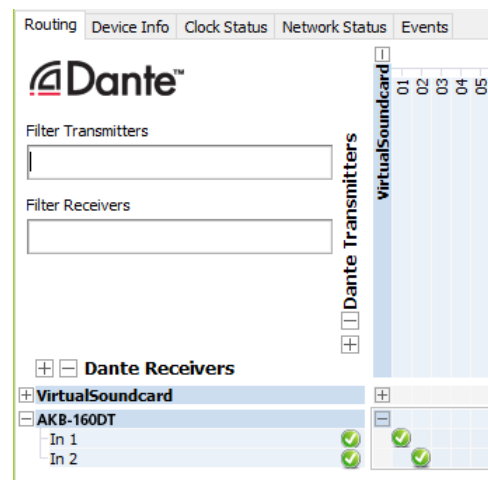 Routing Device Info Clock Status Network Status Events
Dante™
Filter Transmitters
Filter Receivers
Dante Transmitters
VirtualSoundcard
01 02 03 04 05
Dante Receivers
VirtualSoundcard
AKB-160DT
In 1
In 2